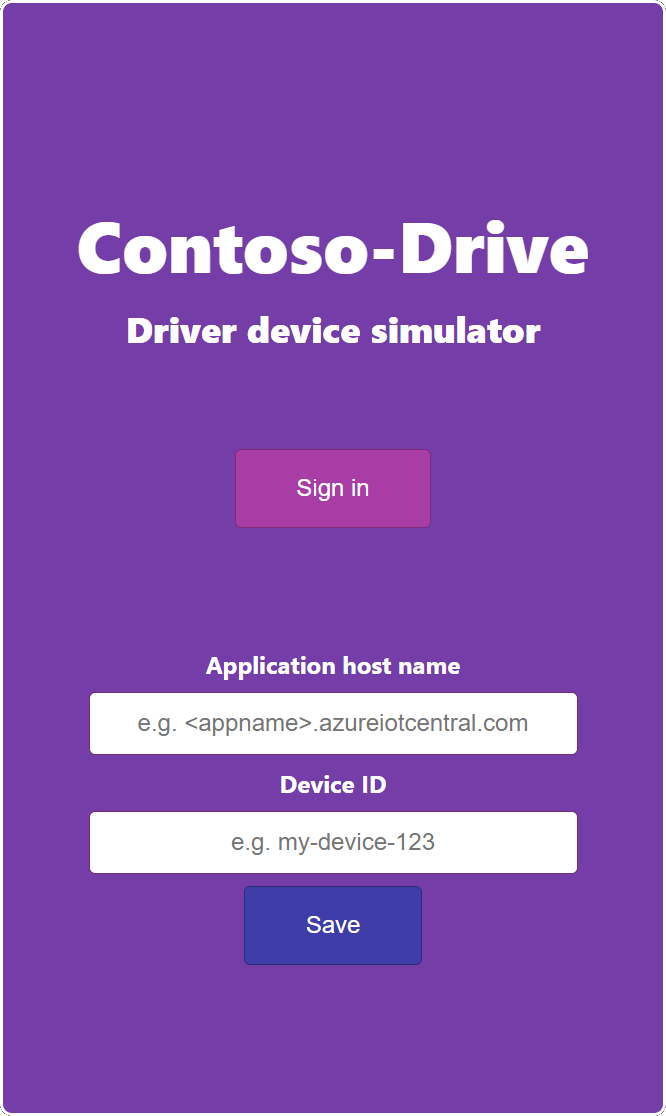 Contoso-Drive
Driver device simulator
Sign in
Application host name
e.g. <appname>.azureiotcentral.com
Device ID
e.g. my-device-123
Save